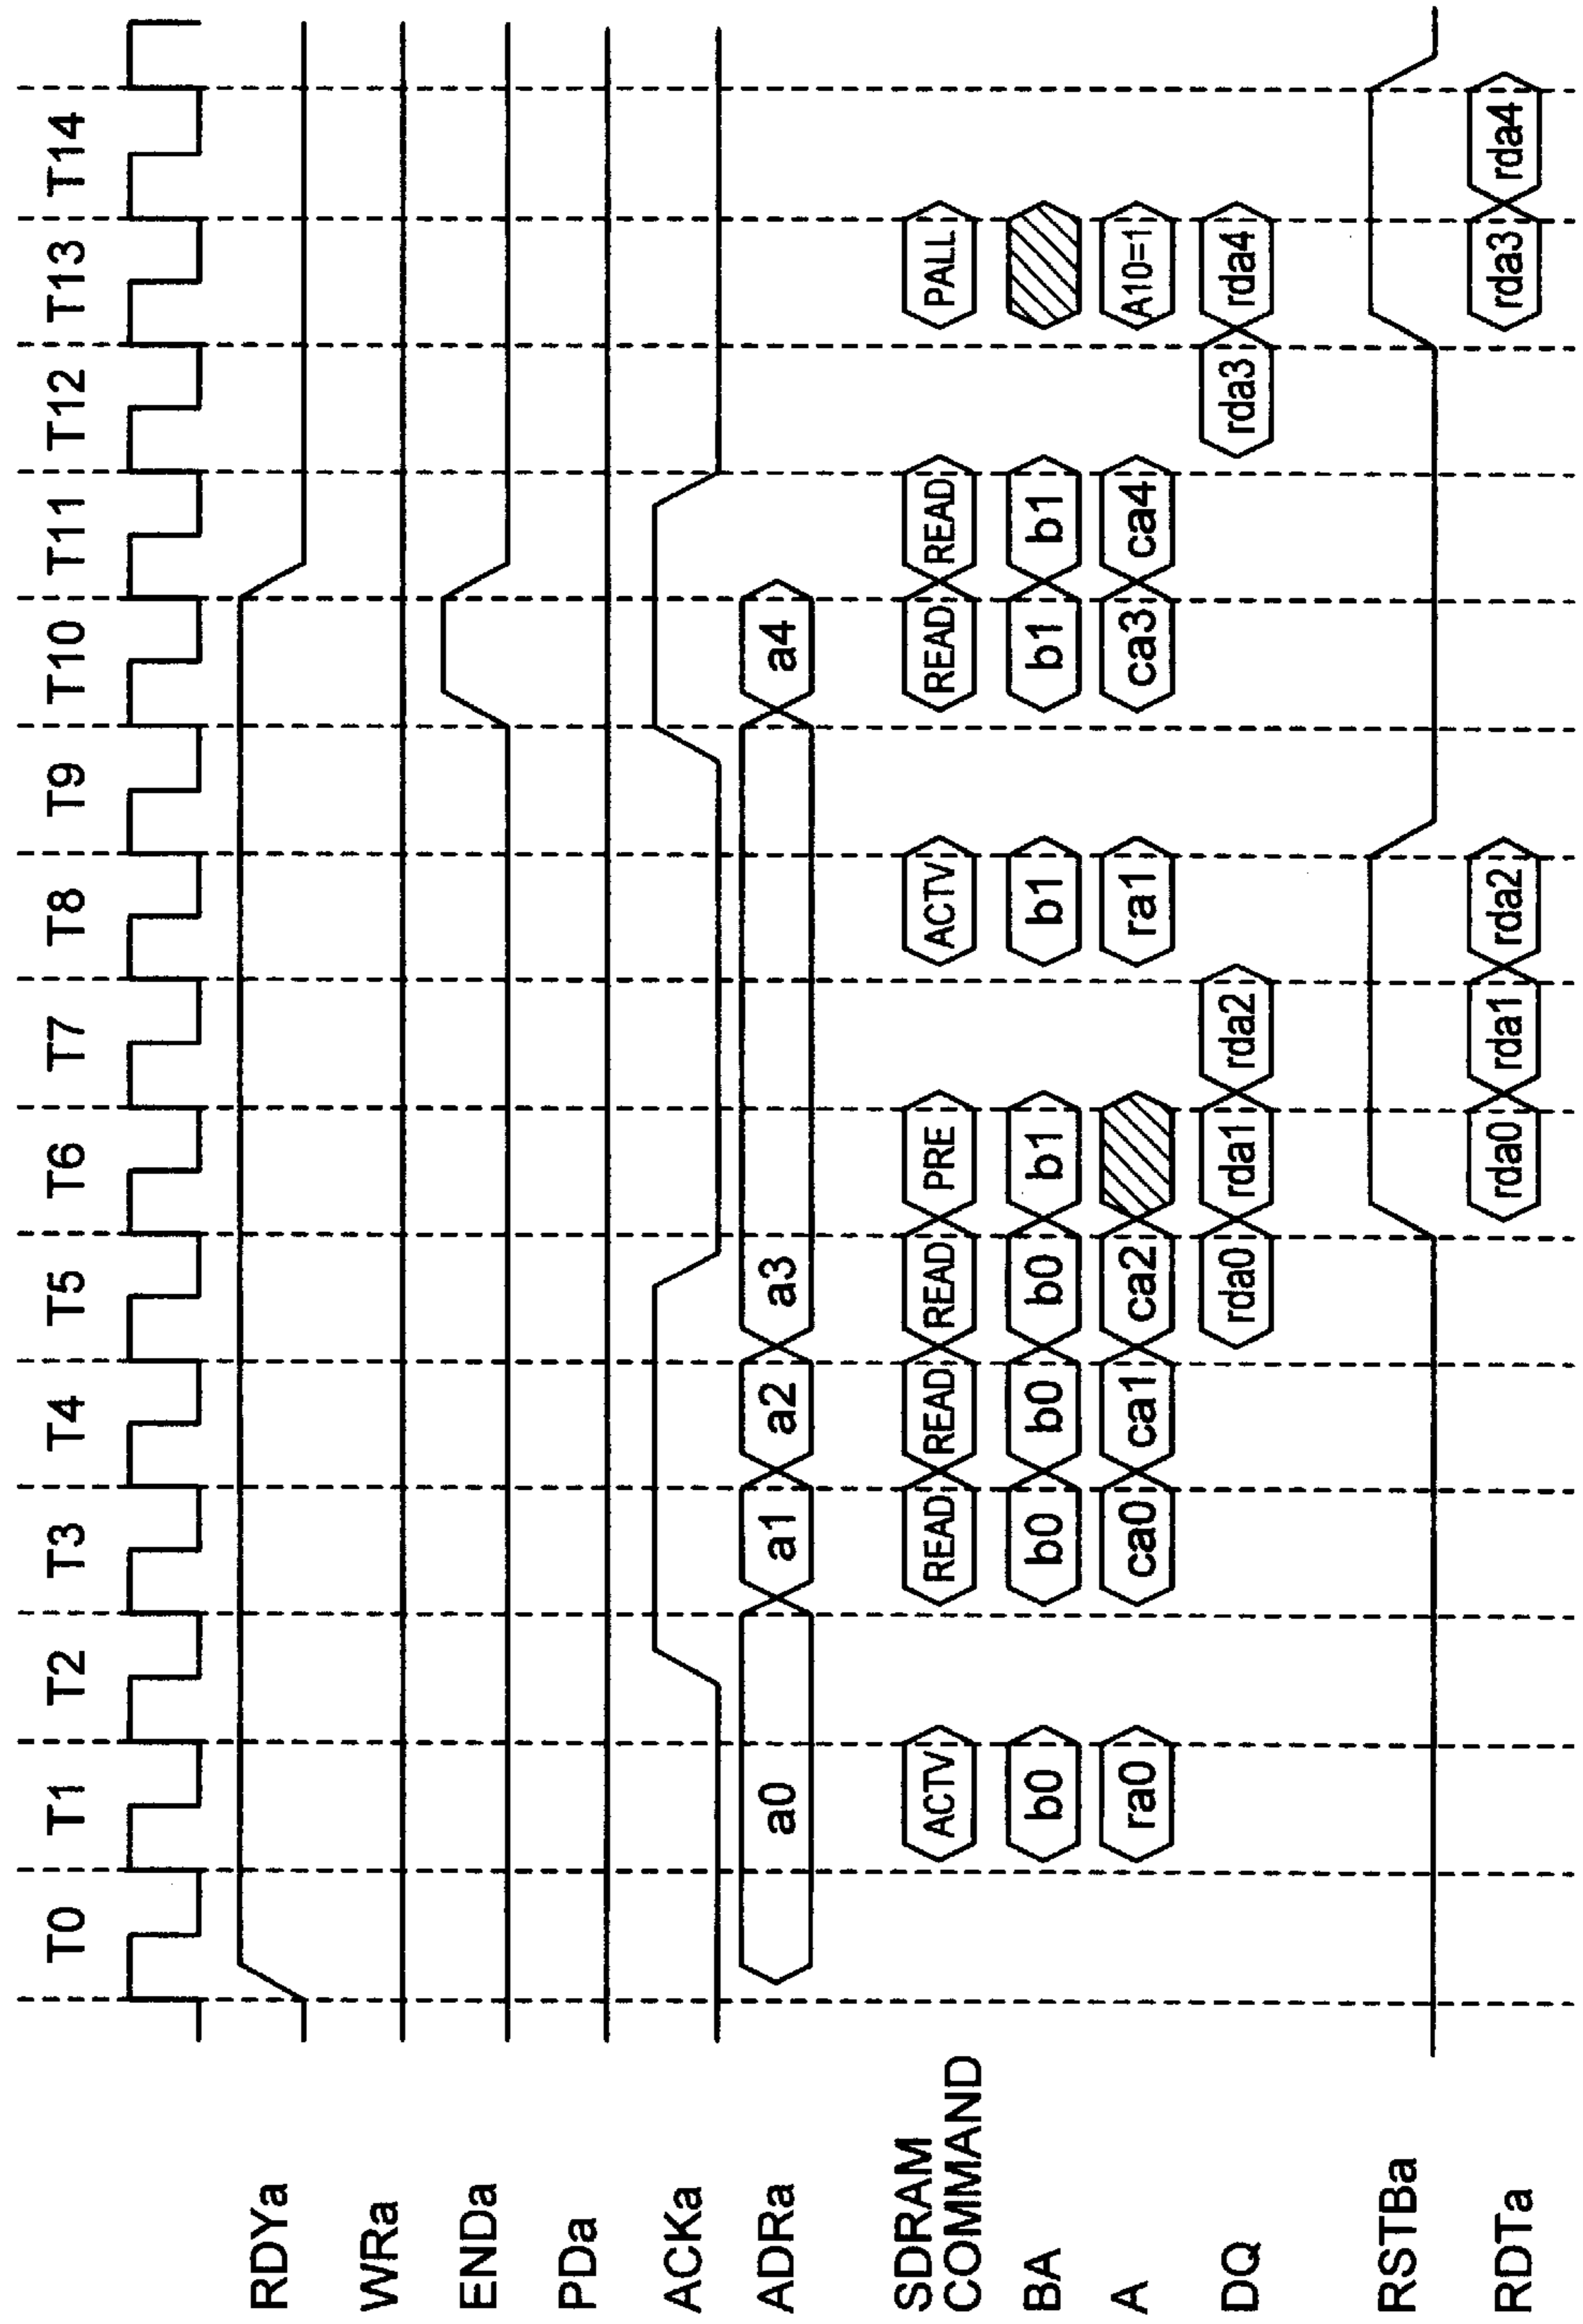 T0 T1 T2 T3 T4 T5 T6 T7 T8 T9 T10 T11 T12 T13 T14
RDYa
WRa
ENDa
PDa
ACKa
ADRa a0 a1 a2 a3 a4
SDRAM
COMMAND ACTV READ READ READ PRE ACTV READ READ PALL
BA b0 b0 b0 b0 b1 b1 b1 b1
A ra0 ca0 ca1 ca2 ra1 ca3 ca4 A10=1
DQ rda0 rda1 rda2 rda3 rda4
RSTBa
RDTa rda0 rda1 rda2 rda3 rda4